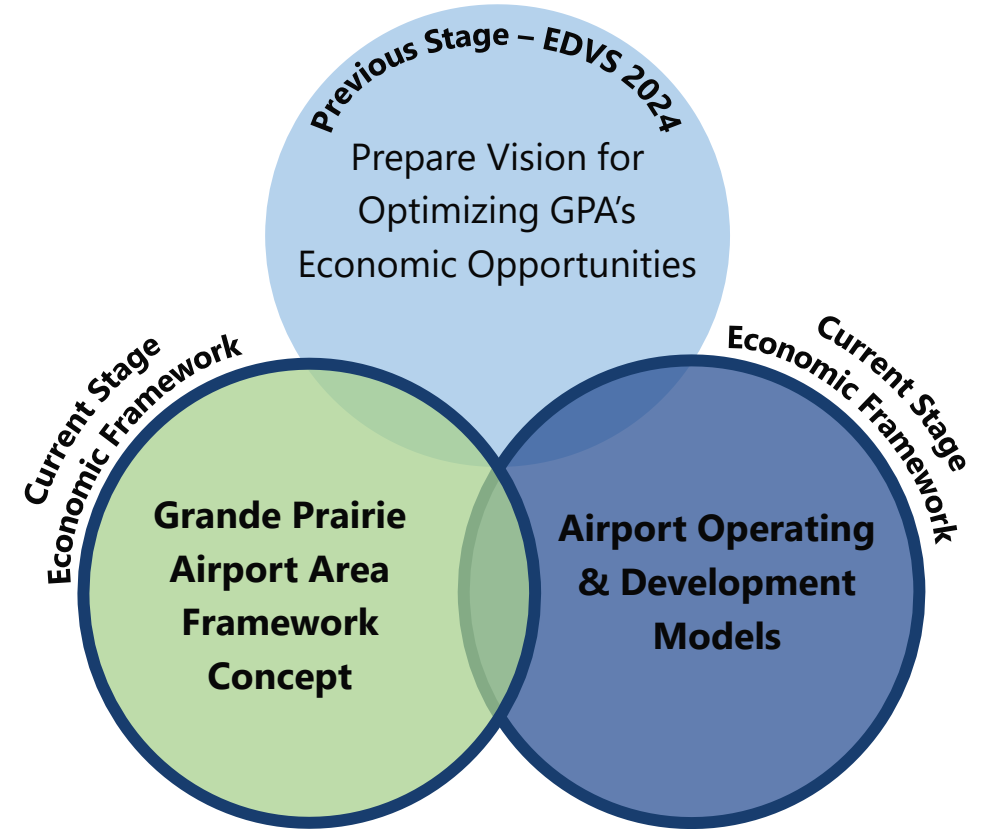 Previous Stage – EDVS 2024
Prepare Vision for
Optimizing GPA’s
Economic Opportunities
Current Stage
Economic Framework
Grande Prairie
Airport Area
Framework
Concept
Current Stage
Economic Framework
Airport Operating
& Development
Models